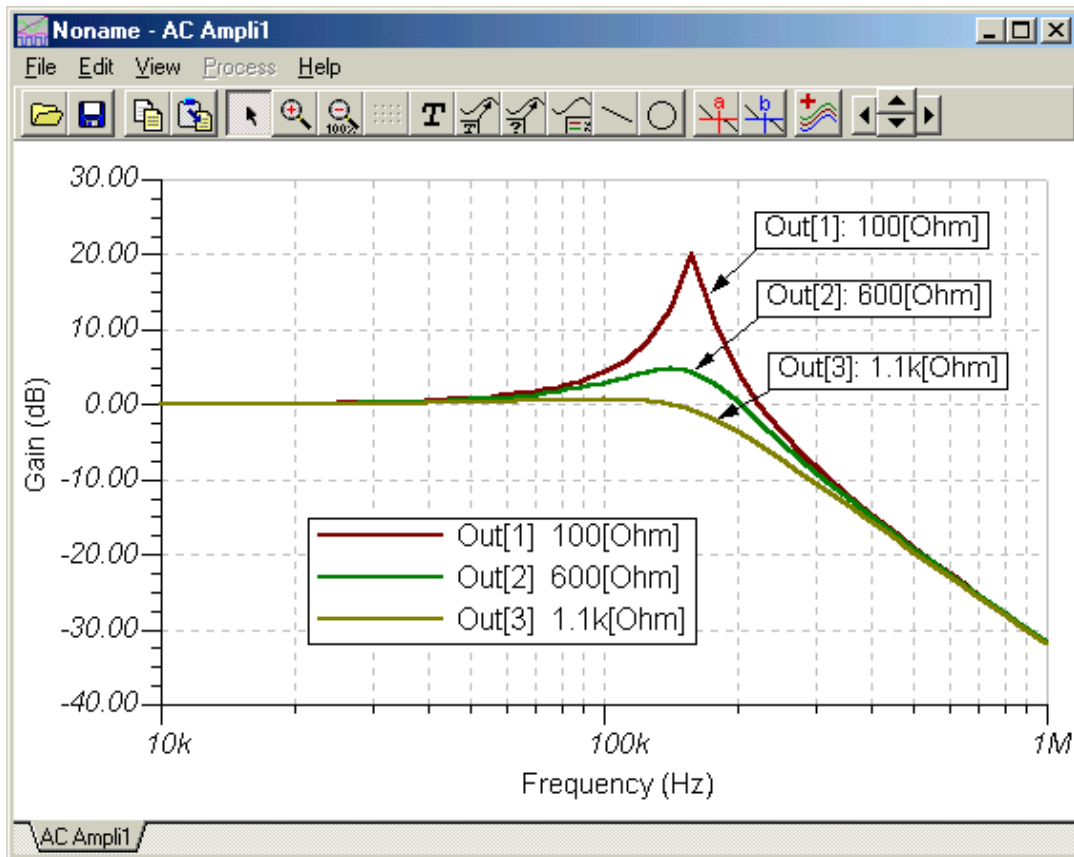 Noname - AC Ampli1
File Edit View Process Help
100%
T
T
?
a
b
30.00
20.00
10.00
0.00
-10.00
-20.00
-30.00
-40.00
Gain (dB)
Out[1]: 100[Ohm]
Out[2]: 600[Ohm]
Out[3]: 1.1k[Ohm]
Out[1] 100[Ohm]
Out[2] 600[Ohm]
Out[3] 1.1k[Ohm]
10k 100k 1M
Frequency (Hz)
AC Ampli1